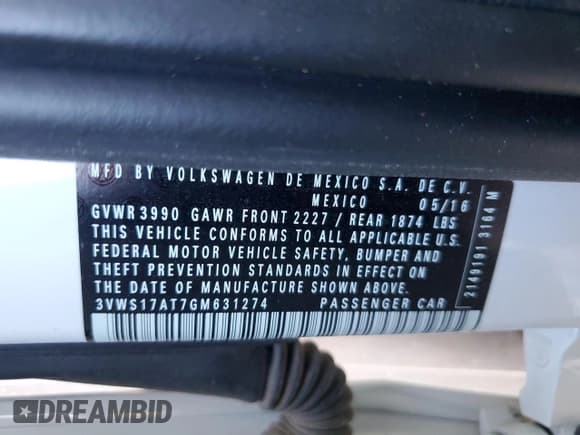 MFD BY VOLKSWAGEN DE MEXICO S.A. DE C.V.
MEXICO 05/16
GVWR 3990 GAWR FRONT 2227 / REAR 1874 LBS
THIS VEHICLE CONFORMS TO ALL APPLICABLE U.S.
FEDERAL MOTOR VEHICLE SAFETY, BUMPER AND
THEFT PREVENTION STANDARDS IN EFFECT ON
THE DATE OF MANUFACTURE SHOWN ABOVE.
3VWS17AT7GM631274 PASSENGER CAR
2149191 3164 M
DREAMBID